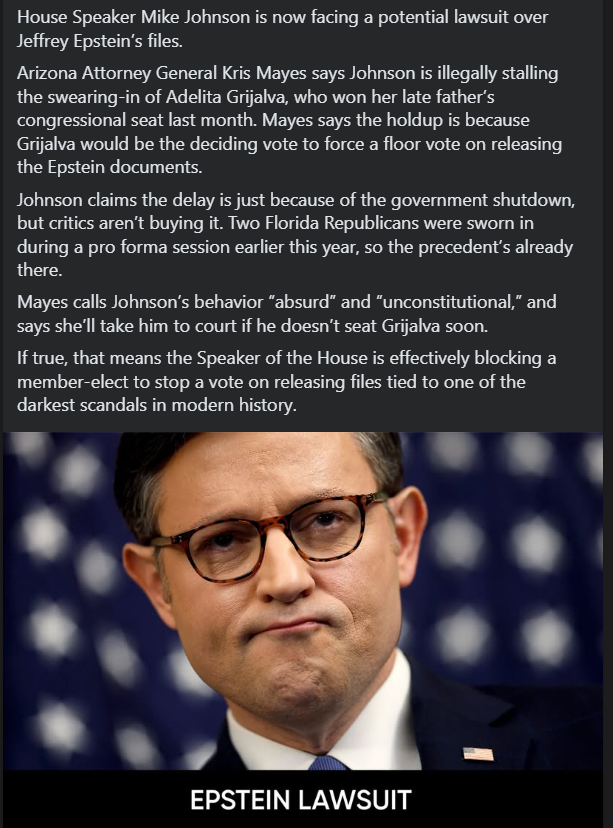 House Speaker Mike Johnson is now facing a potential lawsuit over
Jeffrey Epstein’s files.
Arizona Attorney General Kris Mayes says Johnson is illegally stalling
the swearing-in of Adelita Grijalva, who won her late father’s
congressional seat last month. Mayes says the holdup is because
Grijalva would be the deciding vote to force a floor vote on releasing
the Epstein documents.
Johnson claims the delay is just because of the government shutdown,
but critics aren’t buying it. Two Florida Republicans were sworn in
during a pro forma session earlier this year, so the precedent’s already
there.
Mayes calls Johnson’s behavior “absurd” and “unconstitutional,” and
says she’ll take him to court if he doesn’t seat Grijalva soon.
If true, that means the Speaker of the House is effectively blocking a
member-elect to stop a vote on releasing files tied to one of the
darkest scandals in modern history.
EPSTEIN LAWSUIT